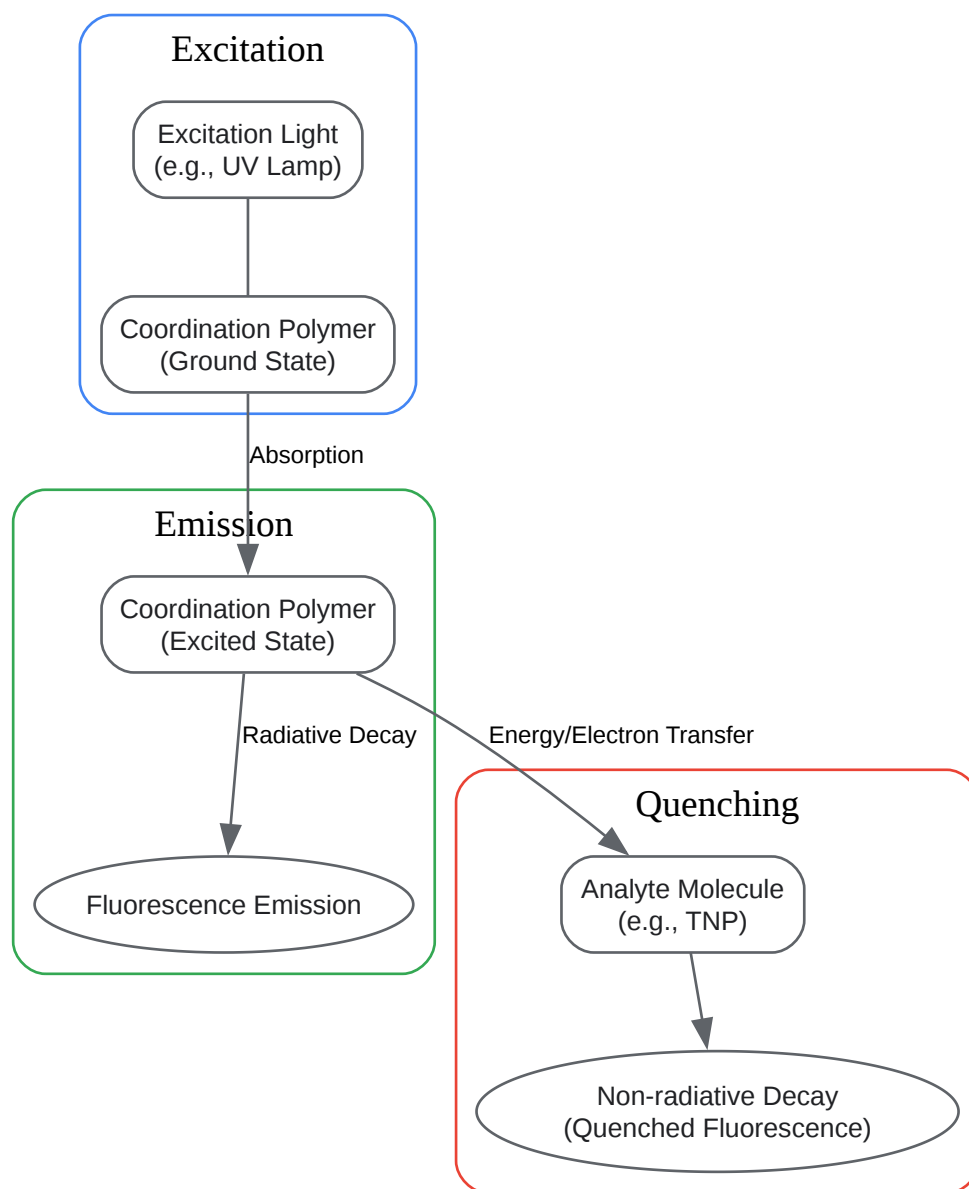 Excitation
Excitation Light
(e.g., UV Lamp)
Coordination Polymer
(Ground State)
Absorption
Emission
Coordination Polymer
(Excited State)
Radiative Decay
Energy/Electron Transfer
Quenching
Fluorescence Emission
Analyte Molecule
(e.g., TNP)
Non-radiative Decay
(Quenched Fluorescence)